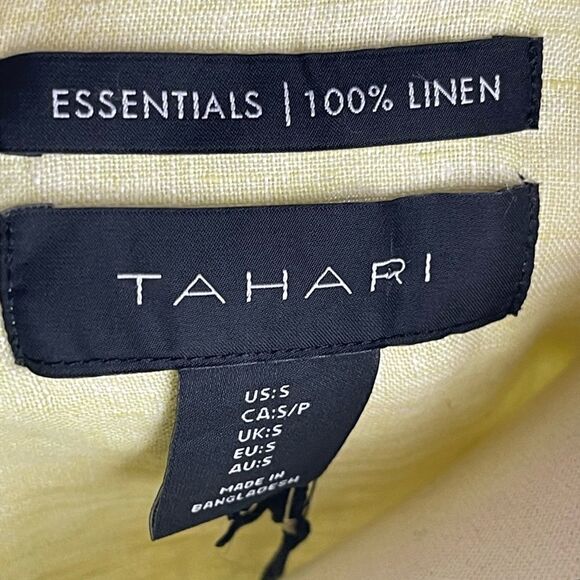 ESSENTIALS | 100% LINEN
TAHARI
US:S
CA:S/P
UK:S
EU:S
AU:S
MADE IN
BANGLADESH